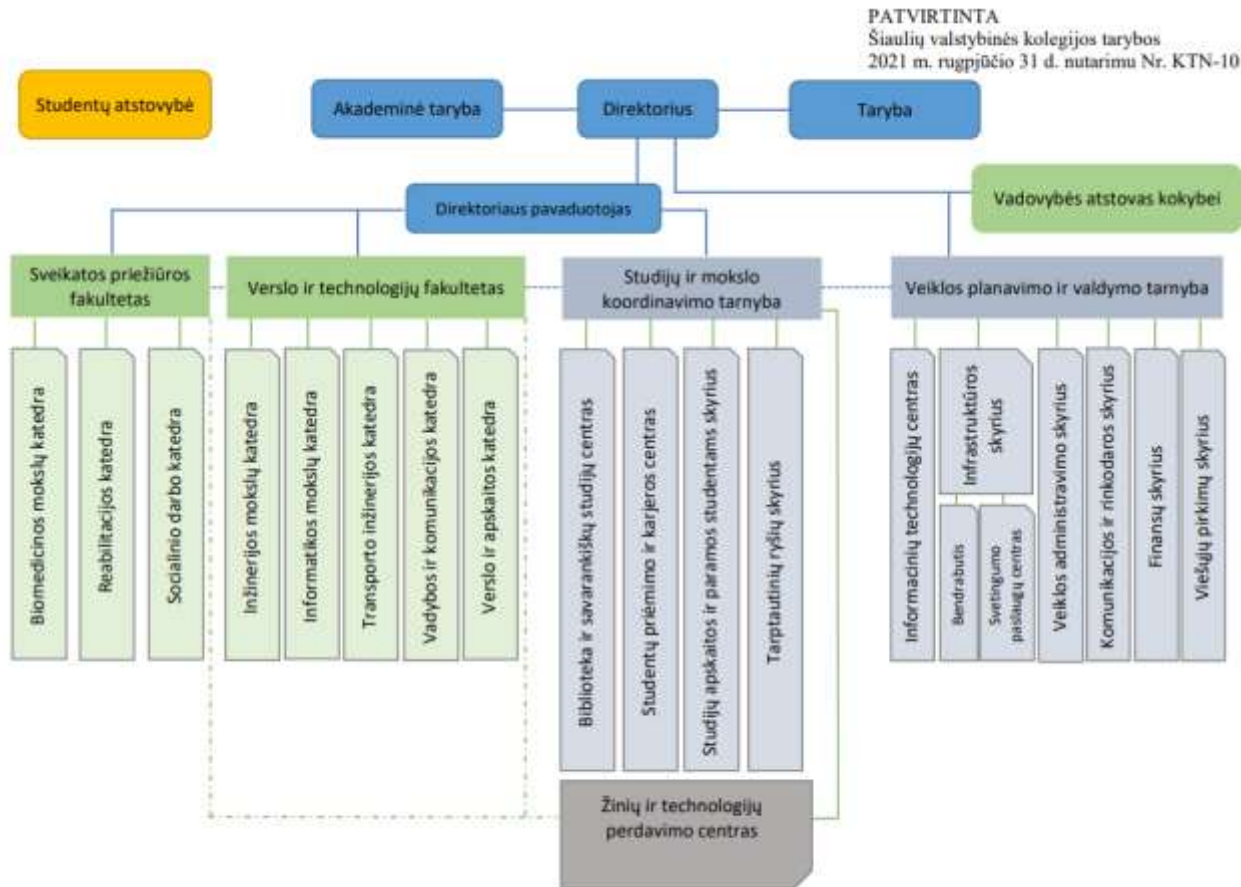 PATVIRTINTA
Šiaulių valstybinės kolegijos tarybos
2021 m. rugpjūčio 31 d. nutarimu Nr. KTN-10
Studentų atstovybė
Akademinė taryba
Direktorius
Taryba
Direktoriaus pavaduotojas
Vadovybės atstovas kokybei
Sveikatos priežiūros
fakultetas
Verslo ir technologijų fakultetas
Studijų ir mokslo
koordinavimo tarnyba
Veiklos planavimo ir valdymo tarnyba
Biomedicinos mokslų katedra
Reabilitacijos katedra
Socialinio darbo katedra
Inžinerijos mokslų katedra
Informatikos mokslų katedra
Transporto inžinerijos katedra
Vadybos ir komunikacijos katedra
Verslo ir apskaitos katedra
Biblioteka ir savarankiškų studijų centras
Studentų priėmimo ir karjeros centras
Studijų apskaitos ir paramos studentams skyrius
Tarptautinių ryšių skyrius
Informacinių technologijų centras
Infrastruktūros
skyrius
Bendrabutis
Svetingumo
paslaugų centras
Veiklos administravimo skyrius
Komunikacijos ir rinkodaros skyrius
Finansų skyrius
Viešųjų pirkimų skyrius
Žinių ir technologijų
perdavimo centras